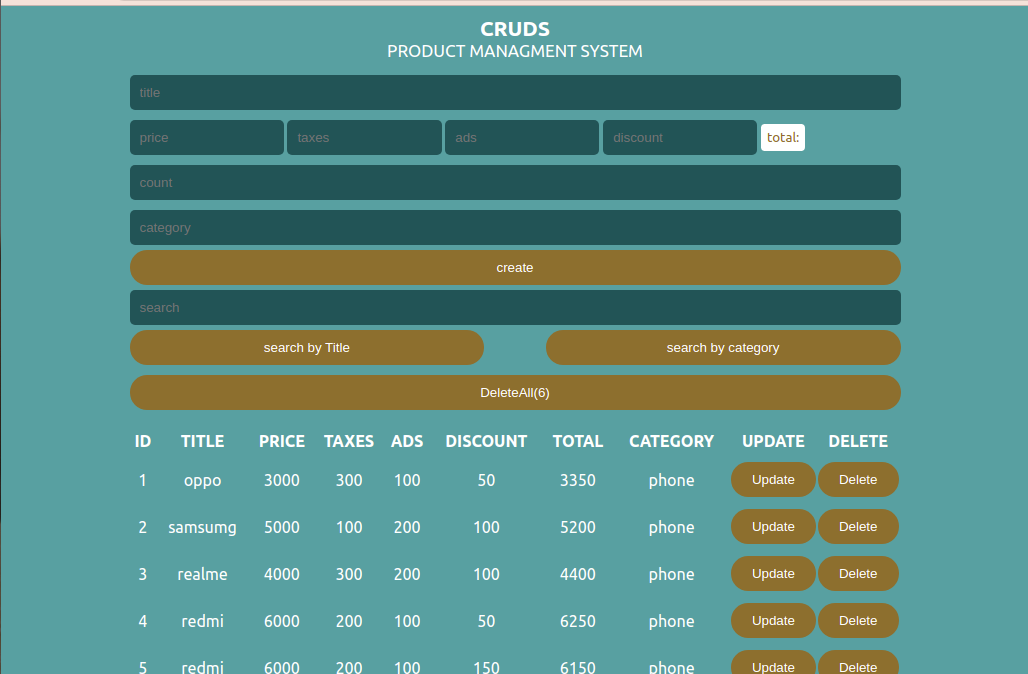 CRUDS
PRODUCT MANAGMENT SYSTEM
title
price taxes ads discount total:
count
category
create
search
search by Title search by category
DeleteAll(6)
ID TITLE PRICE TAXES ADS DISCOUNT TOTAL CATEGORY UPDATE DELETE
1 oppo 3000 300 100 50 3350 phone Update Delete
2 samsumg 5000 100 200 100 5200 phone Update Delete
3 realme 4000 300 200 100 4400 phone Update Delete
4 redmi 6000 200 100 50 6250 phone Update Delete
5 redmi 6000 200 100 150 6150 phone Update Delete